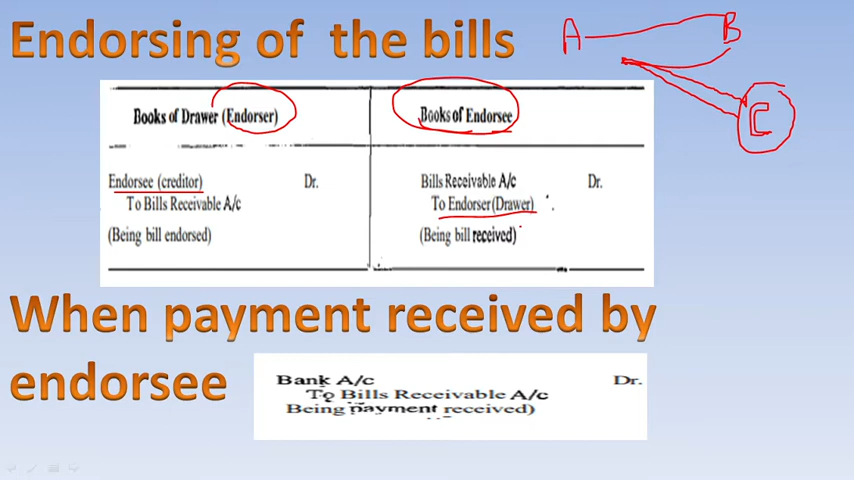 Endorsing of the bills
A B
C
Books of Drawer (Endorser)
Books of Endorsee
Endorsee (creditor) Dr.
To Bills Receivable A/c
(Being bill endorsed)
Bills Receivable A/c Dr.
To Endorser (Drawer)
(Being bill received)
When payment received by
endorsee
Bank A/c Dr.
To Bills Receivable A/c
Being payment received)